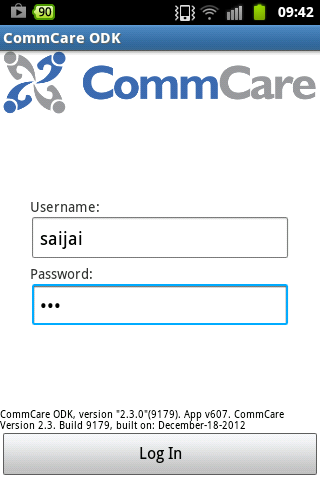 90
09:42
CommCare ODK
CommCare
Username:
saijai
Password:
•••
CommCare ODK, version "2.3.0"(9179). App v607. CommCare
Version 2.3. Build 9179, built on: December-18-2012
Log In